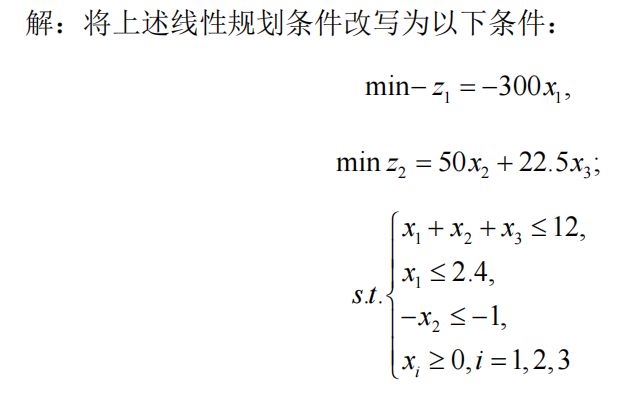 解：将上述线性规划条件改写为以下条件：
min− z₁ = −300x₁,
min z₂ = 50x₂ + 22.5x₃;
x₁ + x₂ + x₃ ≤ 12,
x₁ ≤ 2.4,
s.t.{
−x₂ ≤ −1,
xᵢ ≥ 0, i = 1, 2, 3